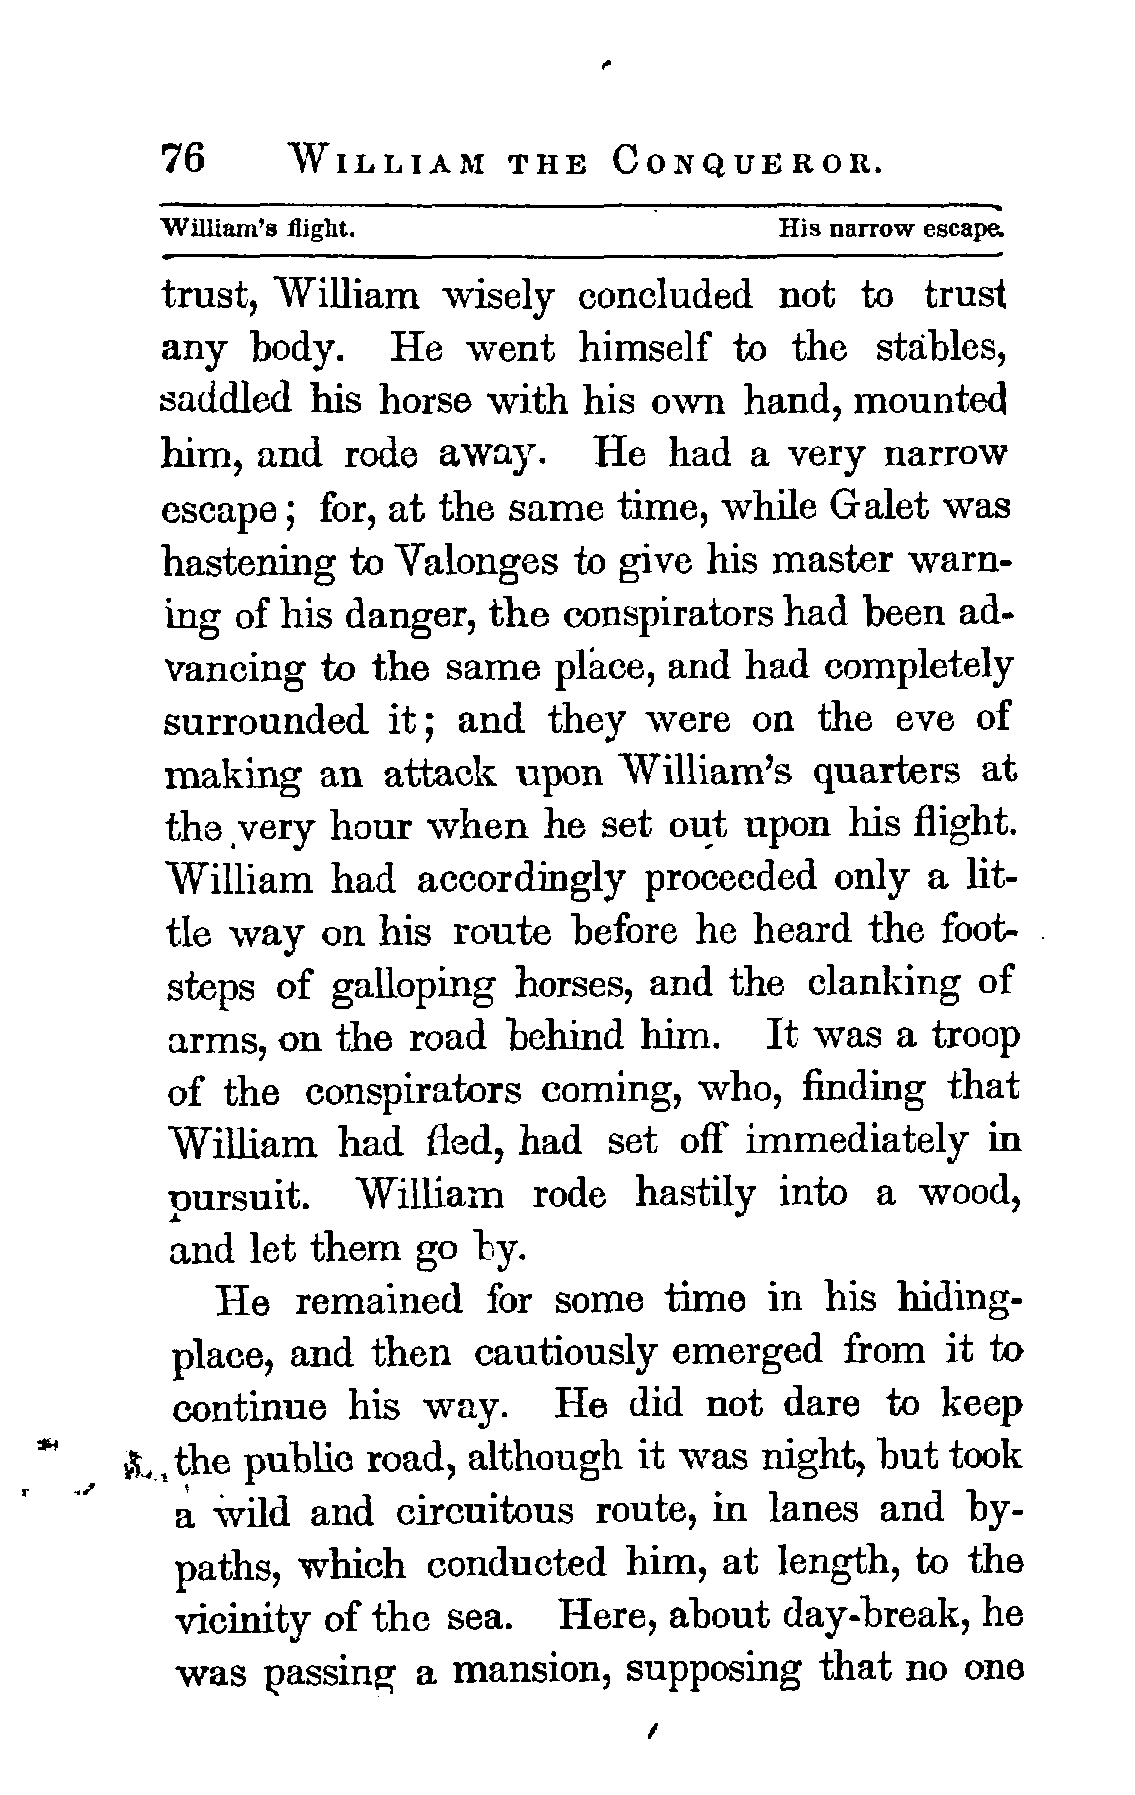 76 WILLIAM THE CONQUEROR.
William's flight. His narrow escape.
trust, William wisely concluded not to trust
any body. He went himself to the stables,
saddled his horse with his own hand, mounted
him, and rode away. He had a very narrow
escape; for, at the same time, while Galet was
hastening to Valonges to give his master warn-
ing of his danger, the conspirators had been ad-
vancing to the same place, and had completely
surrounded it; and they were on the eve of
making an attack upon William's quarters at
the very hour when he set out upon his flight.
William had accordingly proceeded only a lit-
tle way on his route before he heard the foot-
steps of galloping horses, and the clanking of
arms, on the road behind him. It was a troop
of the conspirators coming, who, finding that
William had fled, had set off immediately in
pursuit. William rode hastily into a wood,
and let them go by.
He remained for some time in his hiding-
place, and then cautiously emerged from it to
continue his way. He did not dare to keep
the public road, although it was night, but took
a wild and circuitous route, in lanes and by-
paths, which conducted him, at length, to the
vicinity of the sea. Here, about day-break, he
was passing a mansion, supposing that no one